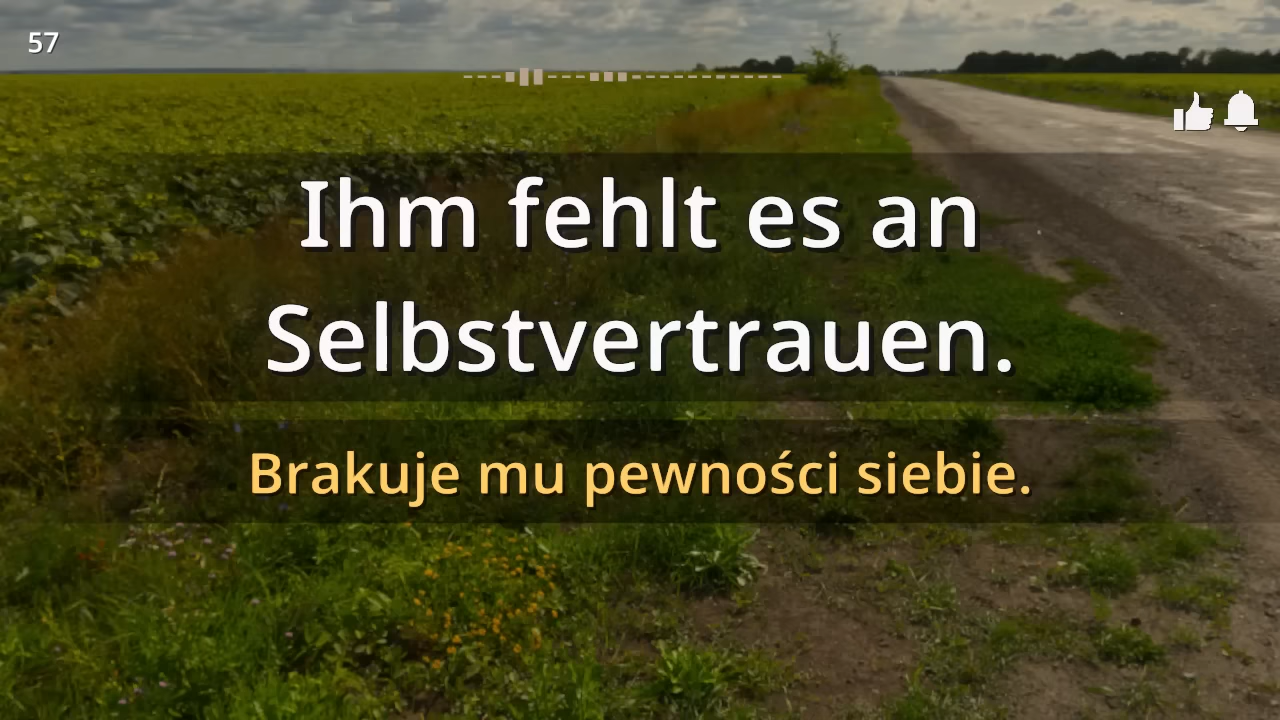 57
Ihm fehlt es an
Selbstvertrauen.
Brakuje mu pewności siebie.